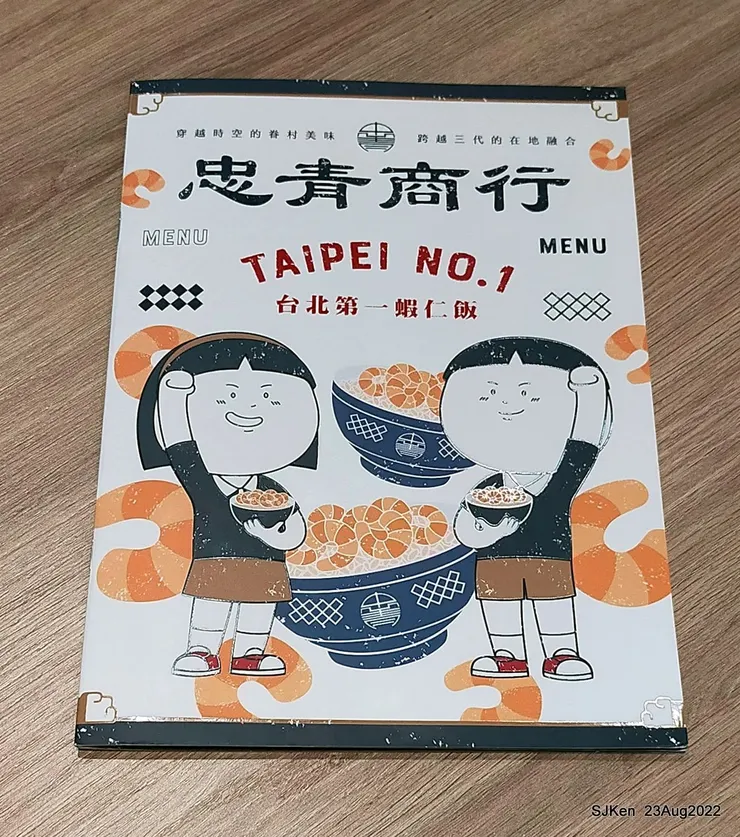 穿越時空的眷村美味 跨越三代的在地融合
忠青商行
MENU MENU
TAIPEI NO.1
台北第一蝦仁飯
SJKen 23Aug2022